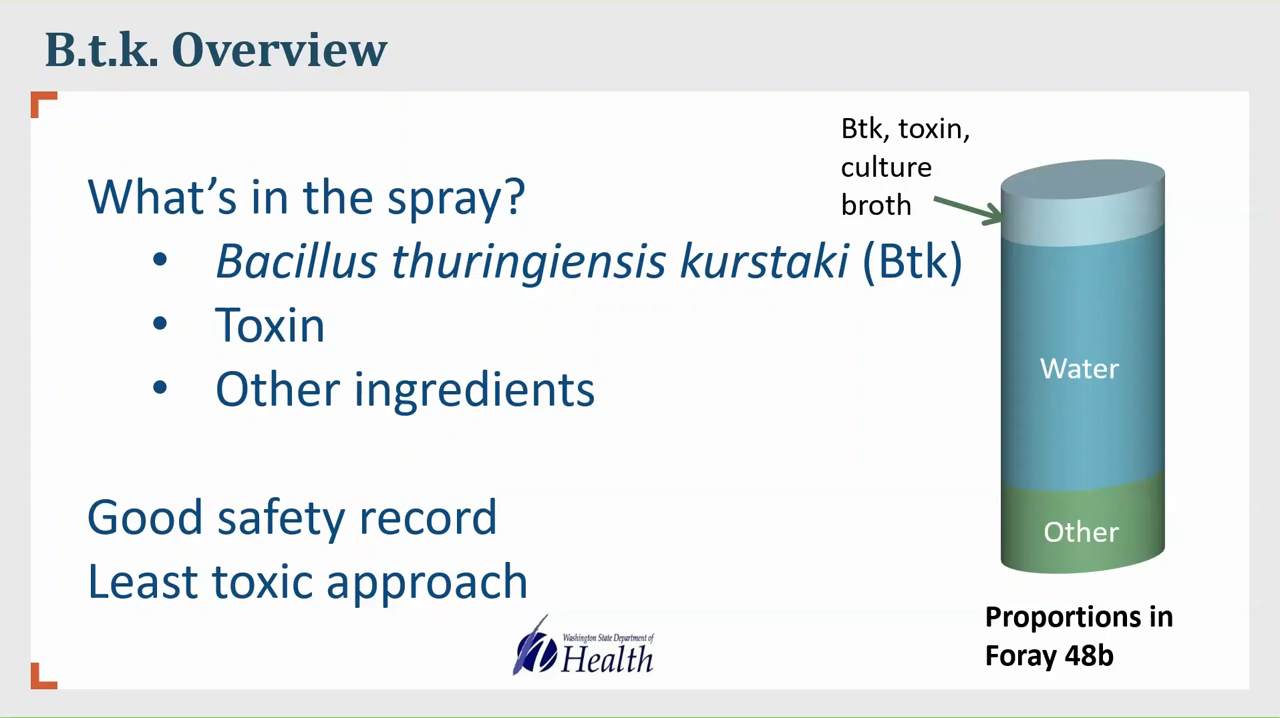 B.t.k. Overview
What's in the spray?
• Bacillus thuringiensis kurstaki (Btk)
• Toxin
• Other ingredients
Good safety record
Least toxic approach
Btk, toxin,
culture
broth
Water
Other
Proportions in
Foray 48b
Washington State Department of
Health